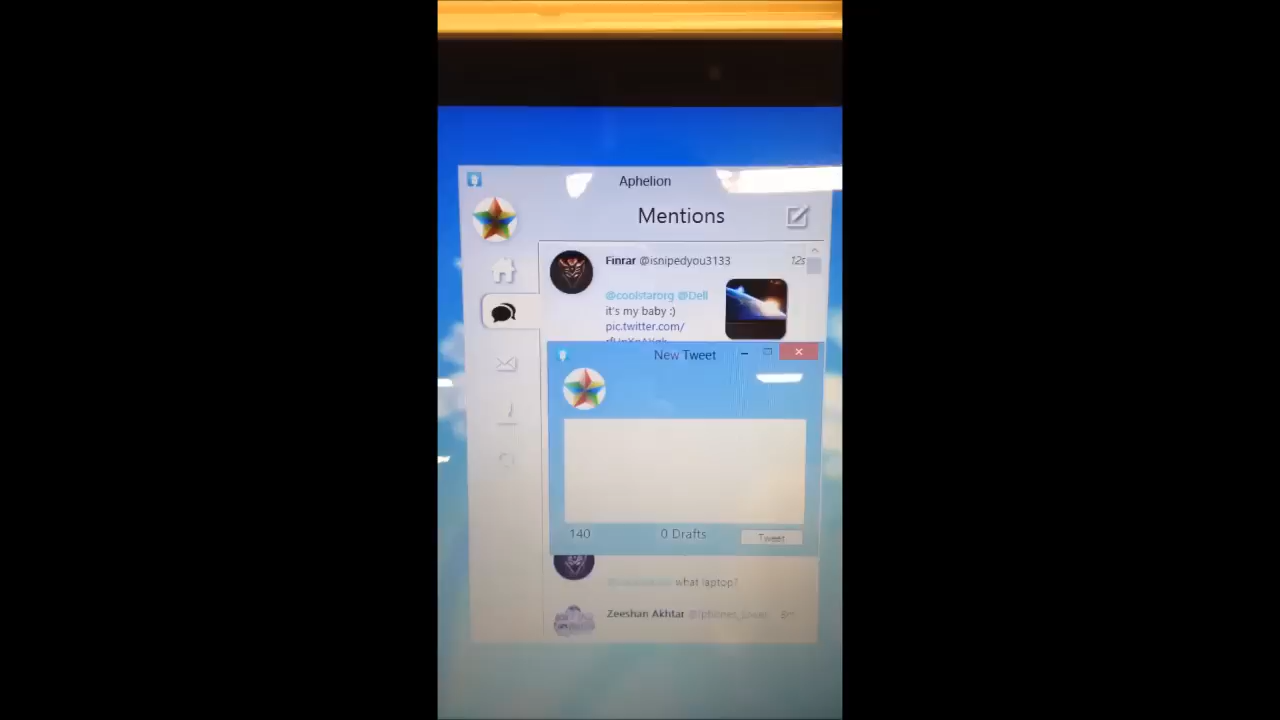 Aphelion
Mentions
Finrar @isnipedyou3133 12s
@coolstarorg @Dell
it's my baby :)
pic.twitter.com/
New Tweet
140
0 Drafts
Tweet
what laptop?
Zeeshan Akhtar